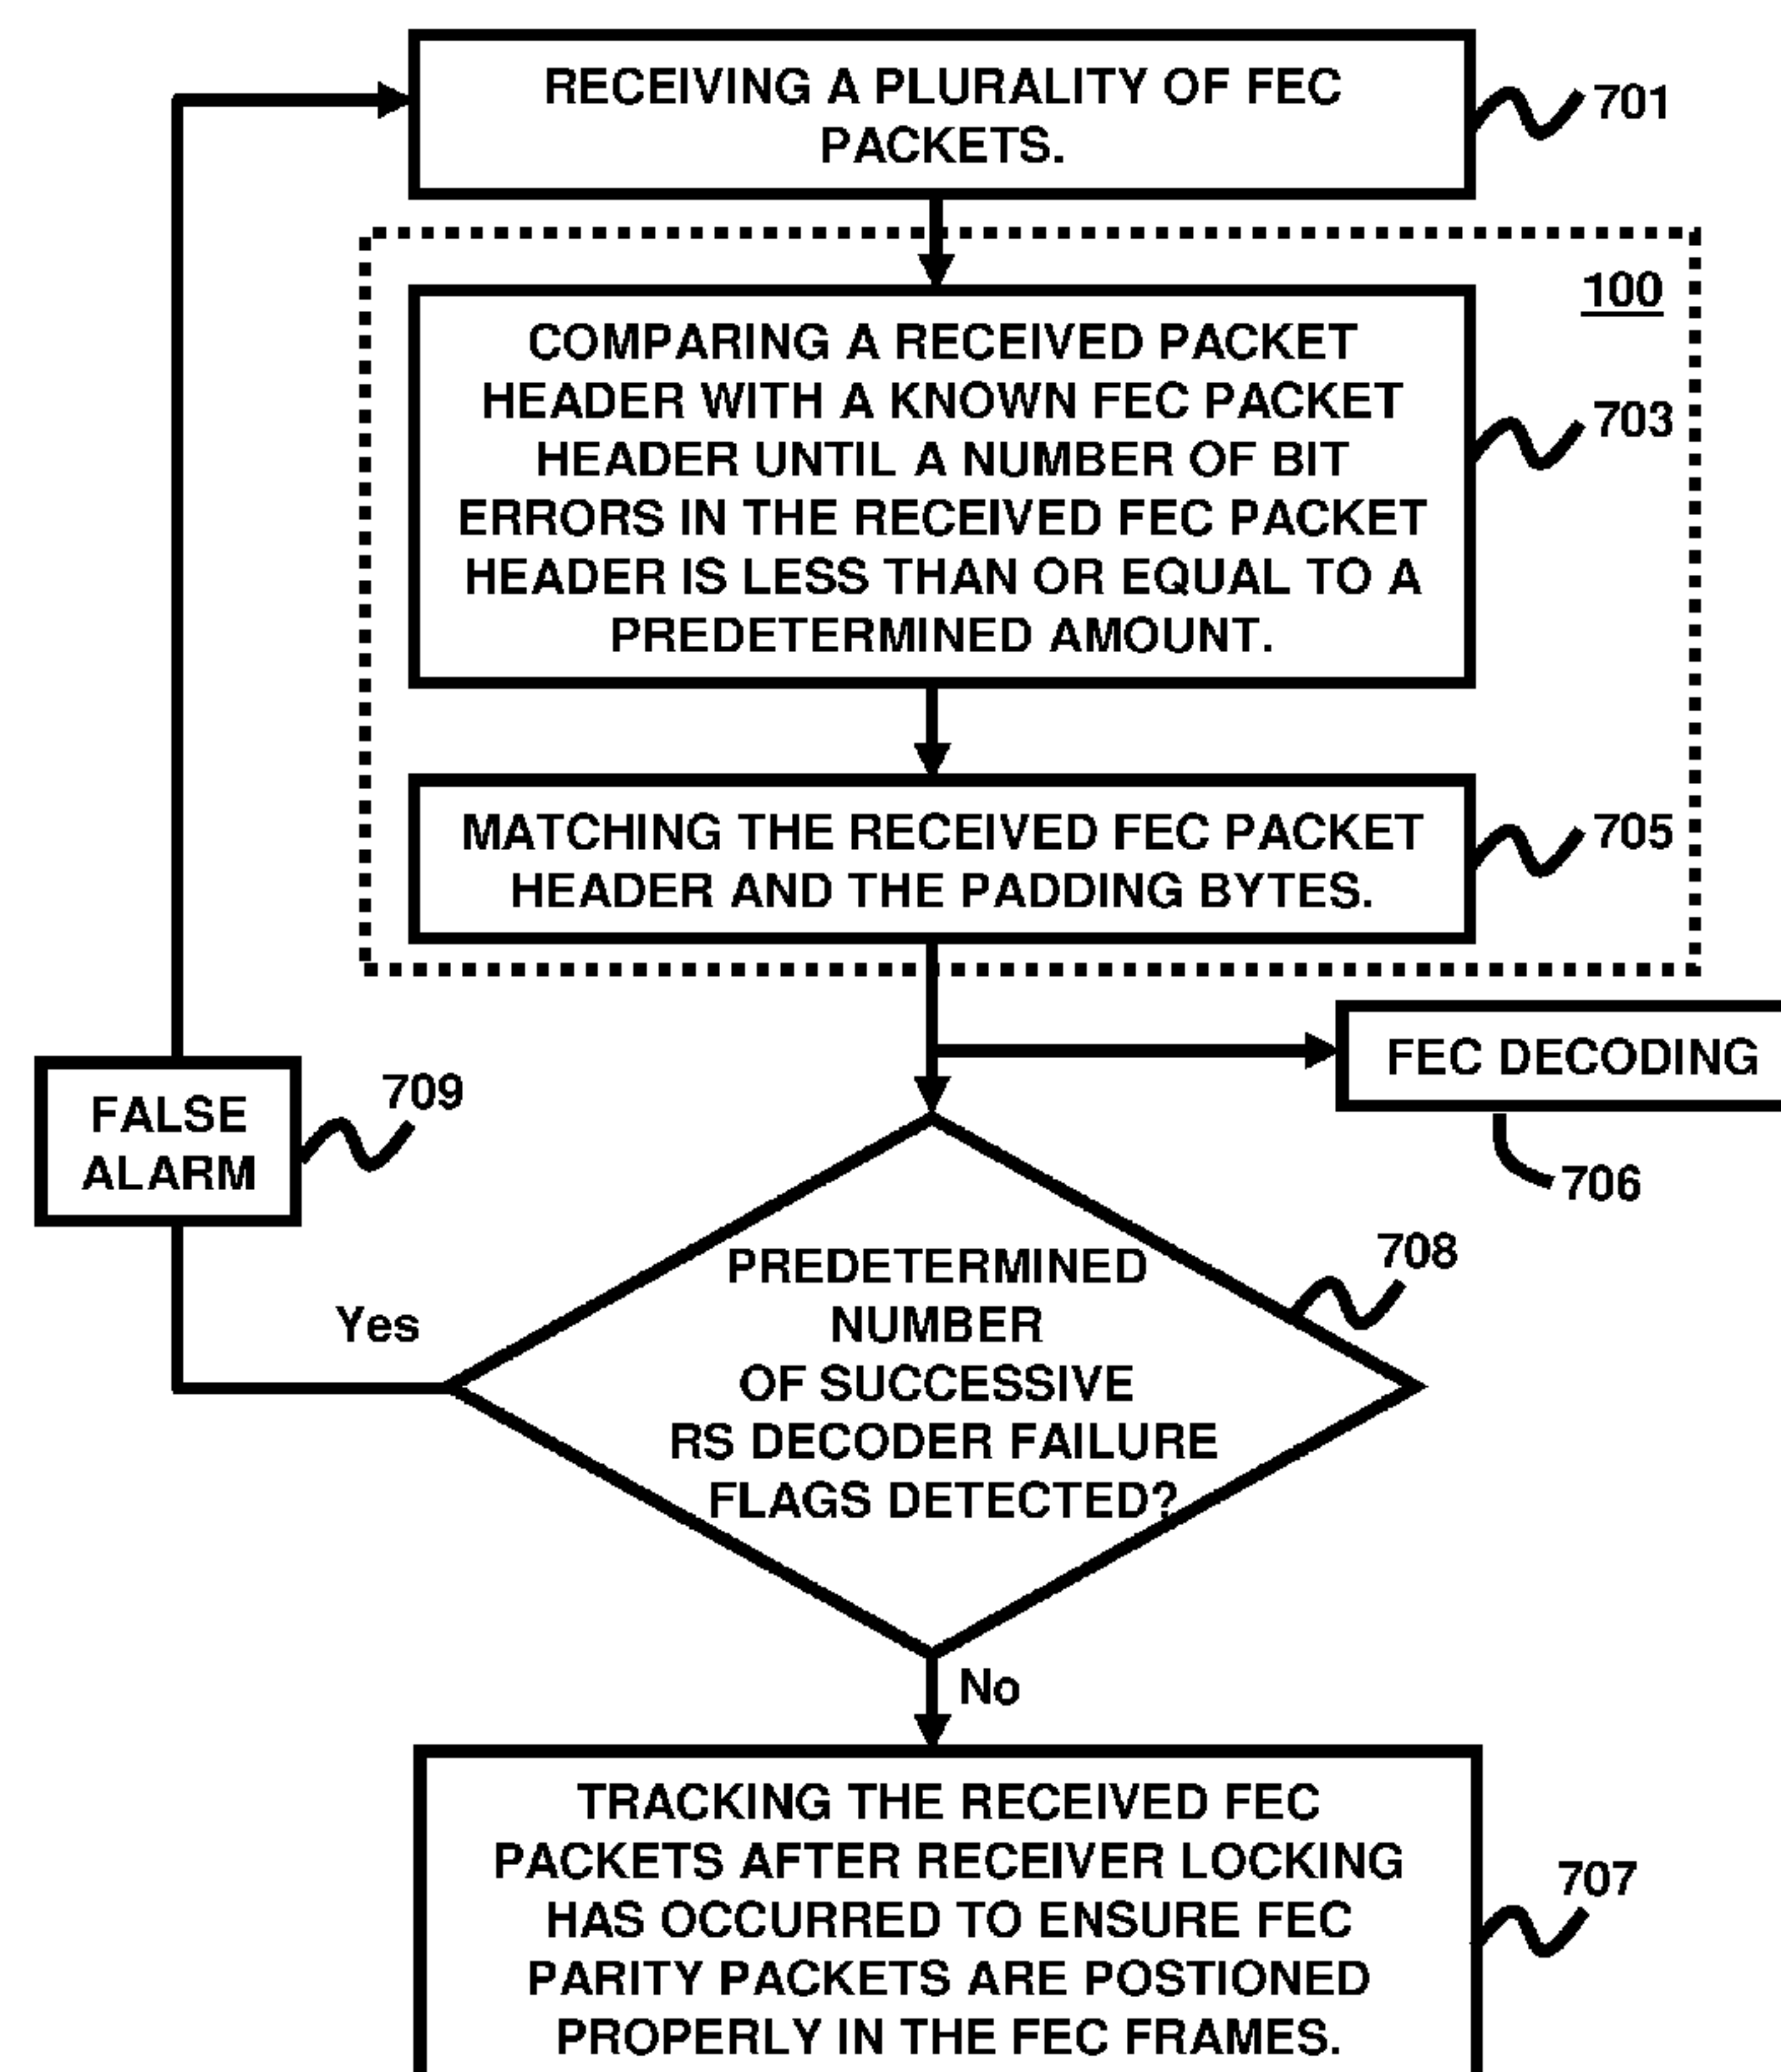 RECEIVING A PLURALITY OF FEC
PACKETS.
701
100
COMPARING A RECEIVED PACKET
HEADER WITH A KNOWN FEC PACKET
HEADER UNTIL A NUMBER OF BIT
ERRORS IN THE RECEIVED FEC PACKET
HEADER IS LESS THAN OR EQUAL TO A
PREDETERMINED AMOUNT.
703
MATCHING THE RECEIVED FEC PACKET
HEADER AND THE PADDING BYTES.
705
FEC DECODING
706
FALSE
ALARM
709
PREDETERMINED
NUMBER
OF SUCCESSIVE
RS DECODER FAILURE
FLAGS DETECTED?
708
Yes
No
TRACKING THE RECEIVED FEC
PACKETS AFTER RECEIVER LOCKING
HAS OCCURRED TO ENSURE FEC
PARITY PACKETS ARE POSTIONED
PROPERLY IN THE FEC FRAMES.
707